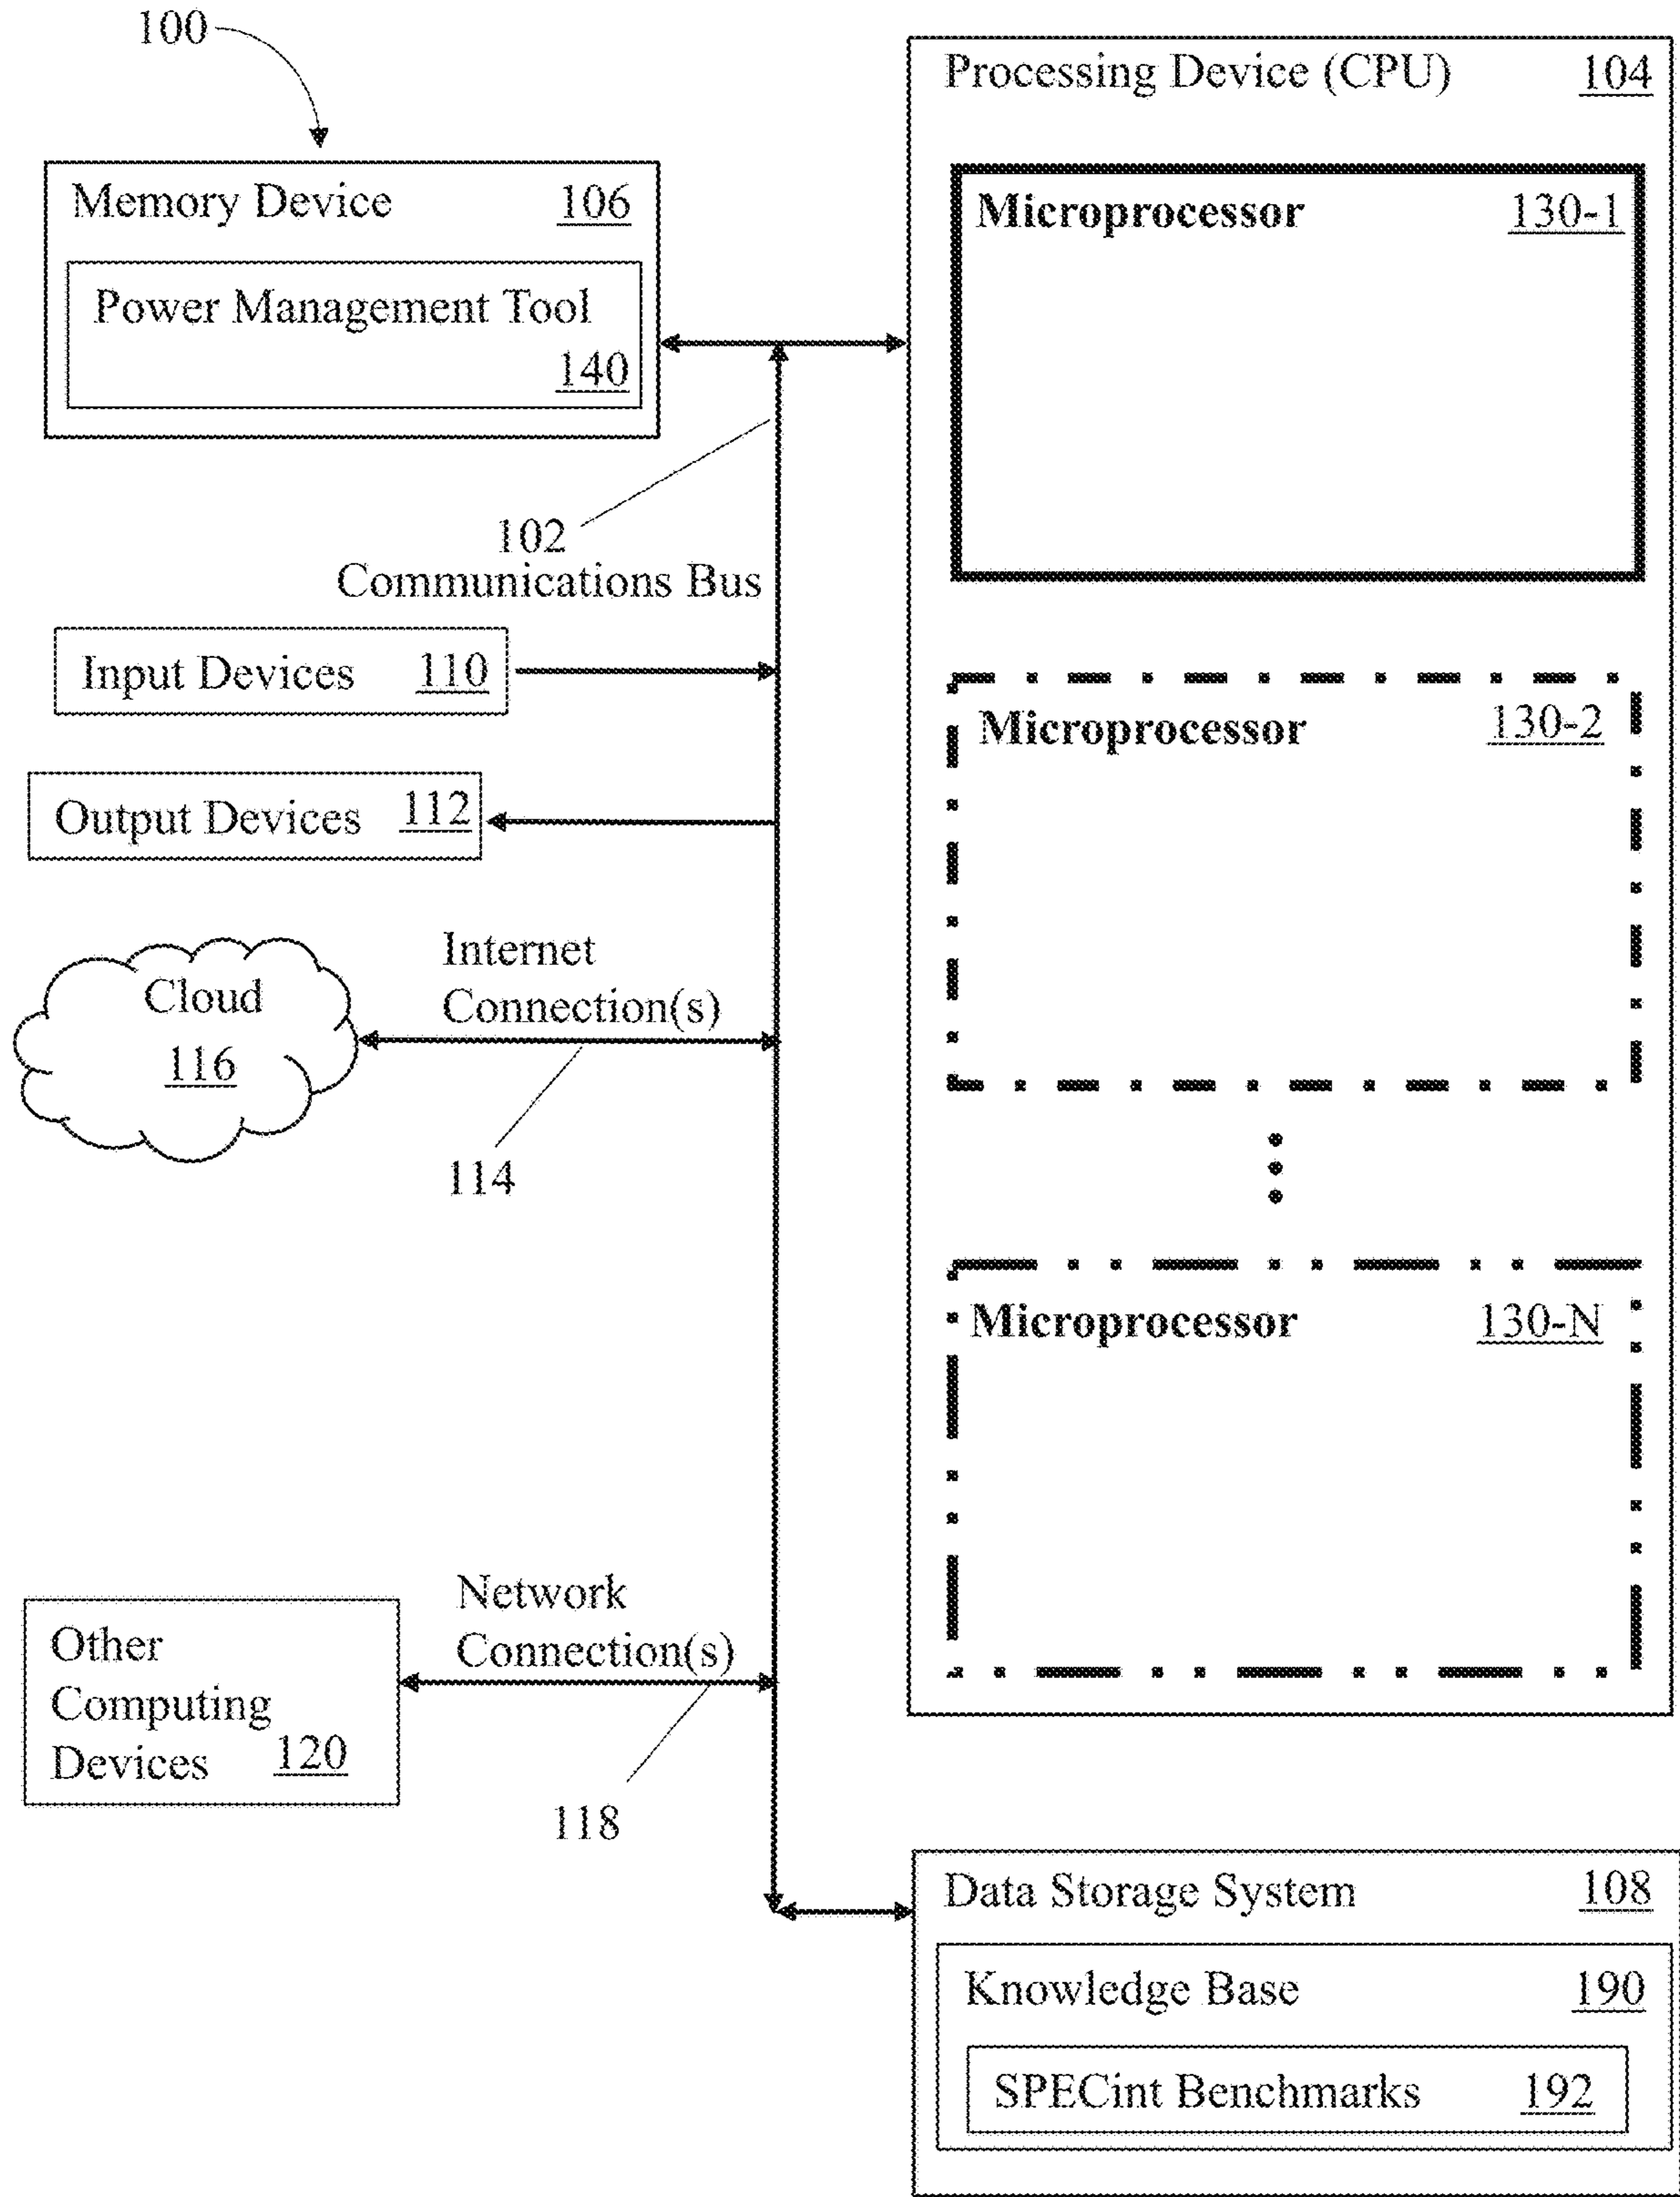 100
Processing Device (CPU) 104
Memory Device 106
Microprocessor 130-1
Power Management Tool
140
102
Communications Bus
Input Devices 110
Microprocessor 130-2
Output Devices 112
Internet
Connection(s)
Cloud
116
114
Microprocessor 130-N
Network
Connection(s)
Other
Computing
Devices 120
118
Data Storage System 108
Knowledge Base 190
SPECint Benchmarks 192